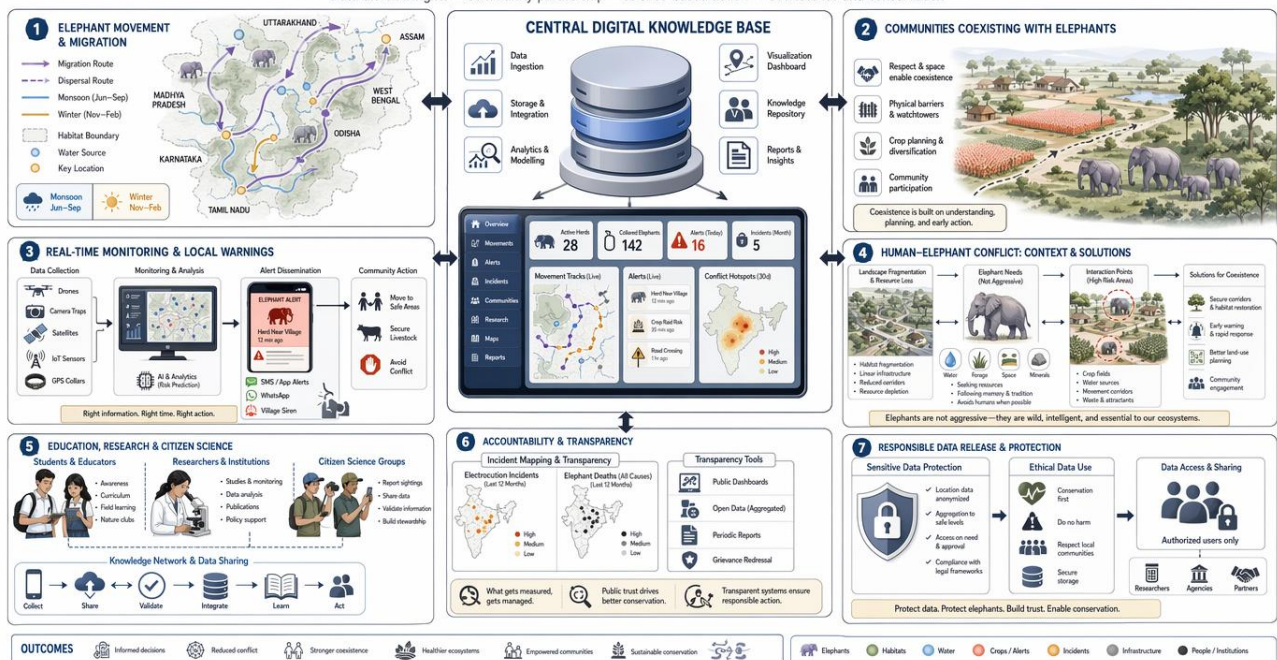 1 ELEPHANT MOVEMENT
& MIGRATION
Migration Route
Dispersal Route
Monsoon (Jun–Sep)
Winter (Nov–Feb)
Habitat Boundary
Water Source
Key Location
Monsoon
Jun–Sep
Winter
Nov–Feb
UTTARAKHAND
ASSAM
MADHYA
PRADESH
WEST
BENGAL
ODISHA
KARNATAKA
TAMIL NADU
CENTRAL DIGITAL KNOWLEDGE BASE
Data
Ingestion
Storage &
Integration
Analytics &
Modelling
Visualization
Dashboard
Knowledge
Repository
Reports &
Insights
Overview
Movements
Alerts
Incidents
Communities
Research
Maps
Reports
Active Herds
28
Collared Elephants
142
Alerts (Today)
16
Incidents (Month)
5
Movement Tracks (Live)
Alerts (Live)
Herd Near Village
12 min ago
Crop Raid Risk
35 min ago
Road Crossing
1 hr ago
Conflict Hotspots (30d)
High
Medium
Low
2 COMMUNITIES COEXISTING WITH ELEPHANTS
Respect & space
enable coexistence
Physical barriers
& watchtowers
Crop planning &
diversification
Community
participation
Coexistence is built on understanding,
planning, and early action.
3 REAL-TIME MONITORING & LOCAL WARNINGS
Data Collection
Drones
Camera Traps
Satellites
IoT Sensors
GPS Collars
Monitoring & Analysis
AI & Analytics
(Risk Prediction)
Alert Dissemination
ELEPHANT ALERT
Herd Near Village
12 min ago
SMS / App Alerts
WhatsApp
Village Siren
Community Action
Move to
Safe Areas
Secure
Livestock
Avoid
Conflict
Right information. Right time. Right action.
4 HUMAN–ELEPHANT CONFLICT: CONTEXT & SOLUTIONS
Landscape Fragmentation
& Resource Loss
• Habitat fragmentation
• Linear infrastructure
• Reduced corridors
• Resource depletion
Elephant Needs
(Not Aggressive)
Water
Forage
Space
Minerals
• Seeking resources
• Following memory & tradition
• Avoids humans when possible
Interaction Points
(High Risk Areas)
• Crop fields
• Water sources
• Movement corridors
• Waste & attractants
Solutions for Coexistence
Secure corridors
& habitat restoration
Early warning
& rapid response
Better land-use
planning
Community
engagement
Elephants are not aggressive—they are wild, intelligent, and essential to our ecosystems.
5 EDUCATION, RESEARCH & CITIZEN SCIENCE
Students & Educators
• Awareness
• Curriculum
• Field learning
• Nature clubs
Researchers & Institutions
• Studies & monitoring
• Data analysis
• Publications
• Policy support
Citizen Science Groups
• Report sightings
• Share data
• Validate information
• Build stewardship
Knowledge Network & Data Sharing
Collect
Share
Validate
Integrate
Learn
Act
6 ACCOUNTABILITY & TRANSPARENCY
Incident Mapping & Transparency
Electrocution Incidents
(Last 12 Months)
High
Medium
Low
Elephant Deaths (All Causes)
(Last 12 Months)
High
Medium
Low
Transparency Tools
Public Dashboards
Open Data (Aggregated)
Periodic Reports
Grievance Redressal
What gets measured,
gets managed.
Public trust drives
better conservation.
Transparent systems ensure
responsible action.
7 RESPONSIBLE DATA RELEASE & PROTECTION
Sensitive Data Protection
Location data
anonymized
Aggregation to
safe levels
Access on need
& approval
Compliance with
legal frameworks
Ethical Data Use
Conservation
first
Do no harm
Respect local
communities
Secure
storage
Data Access & Sharing
Authorized users only
Researchers
Agencies
Partners
Protect data. Protect elephants. Build trust. Enable conservation.
OUTCOMES
Informed decisions
Reduced conflict
Stronger coexistence
Healthier ecosystems
Empowered communities
Sustainable conservation
Elephants
Habitats
Water
Crops / Alerts
Incidents
Infrastructure
People / Institutions